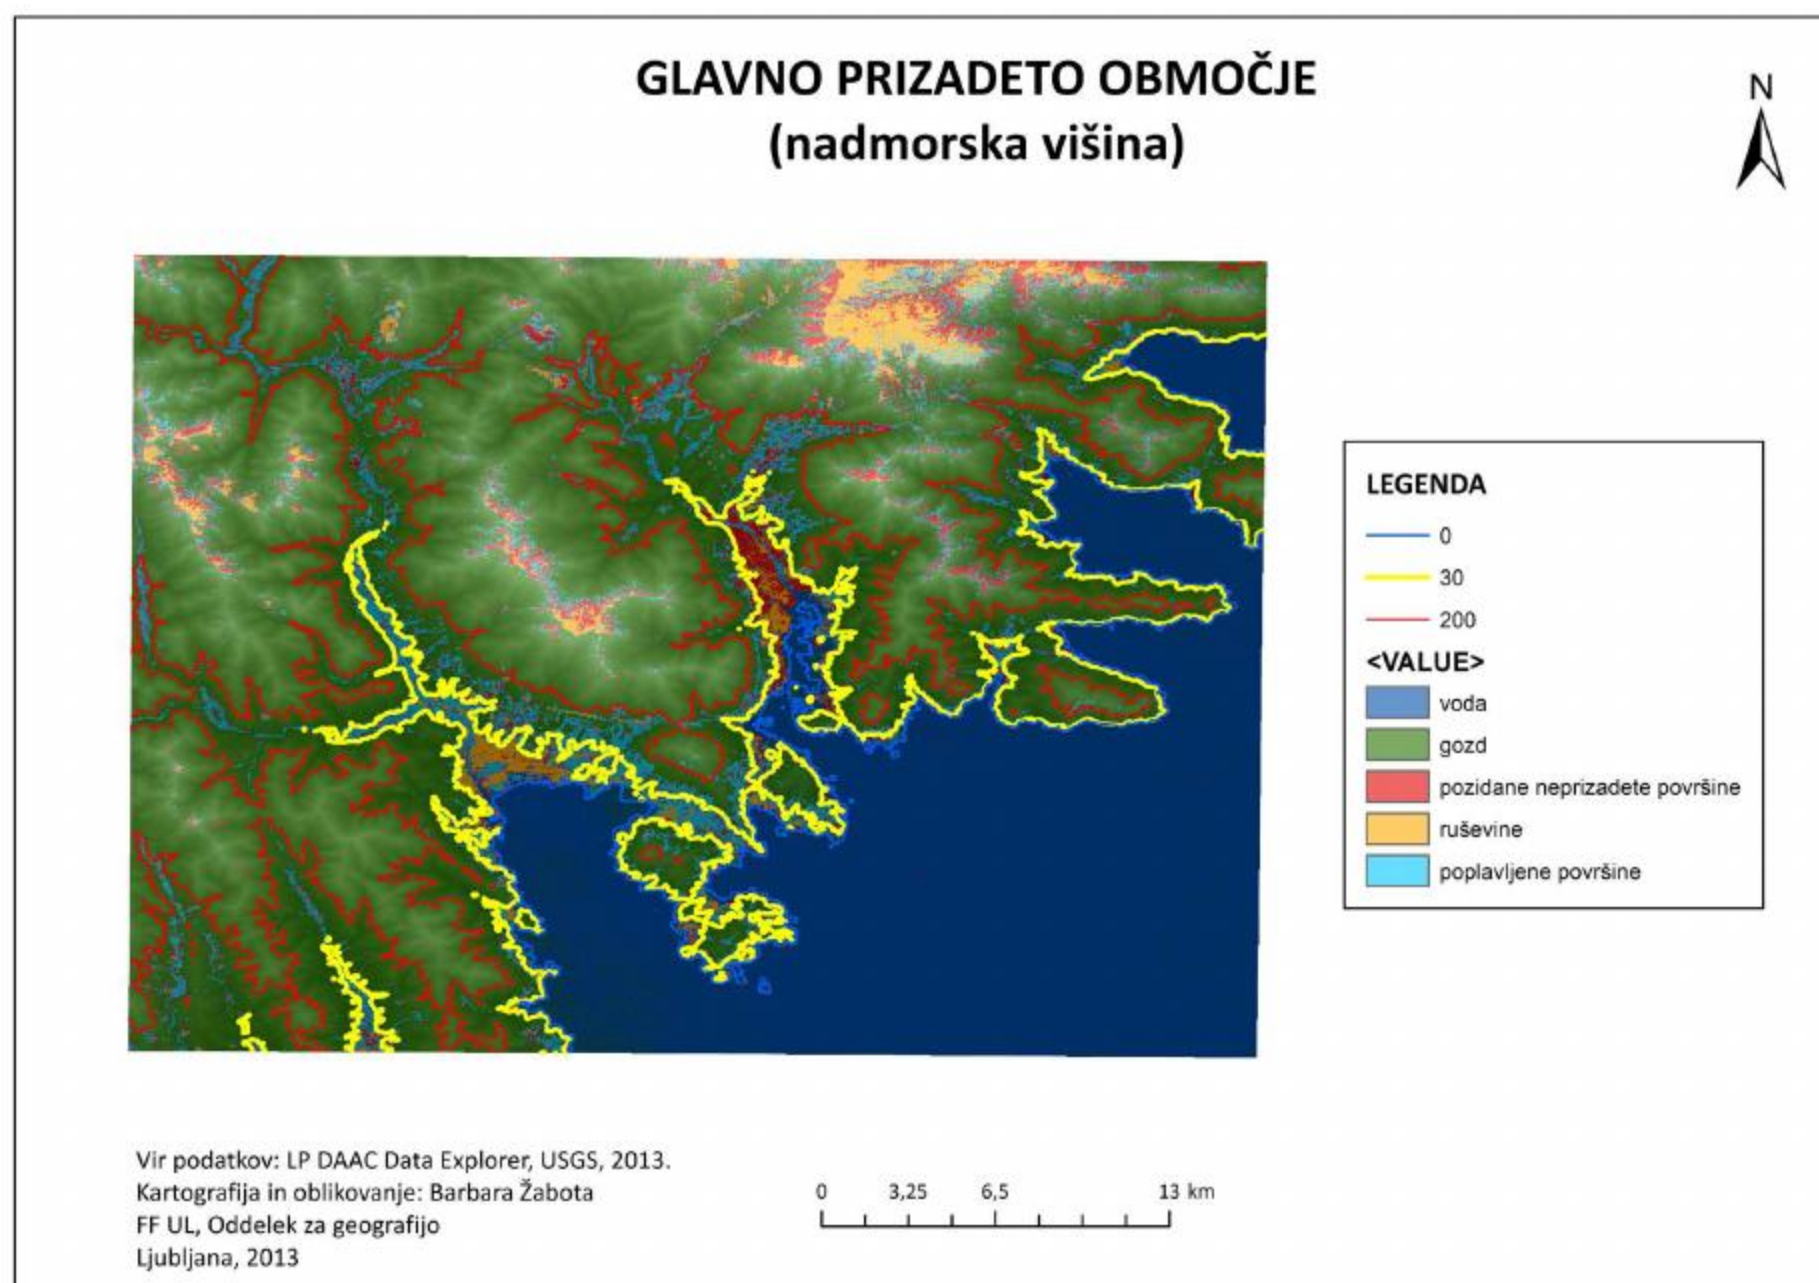 GLAVNO PRIZADETO OBMOČJE
(nadmorska višina)
N
LEGENDA
0
30
200
<VALUE>
voda
gozd
pozidane neprizadete površine
ruševine
poplavljene površine
Vir podatkov: LP DAAC Data Explorer, USGS, 2013.
Kartografija in oblikovanje: Barbara Žabota
FF UL, Oddelek za geografijo
Ljubljana, 2013
0 3,25 6,5 13 km